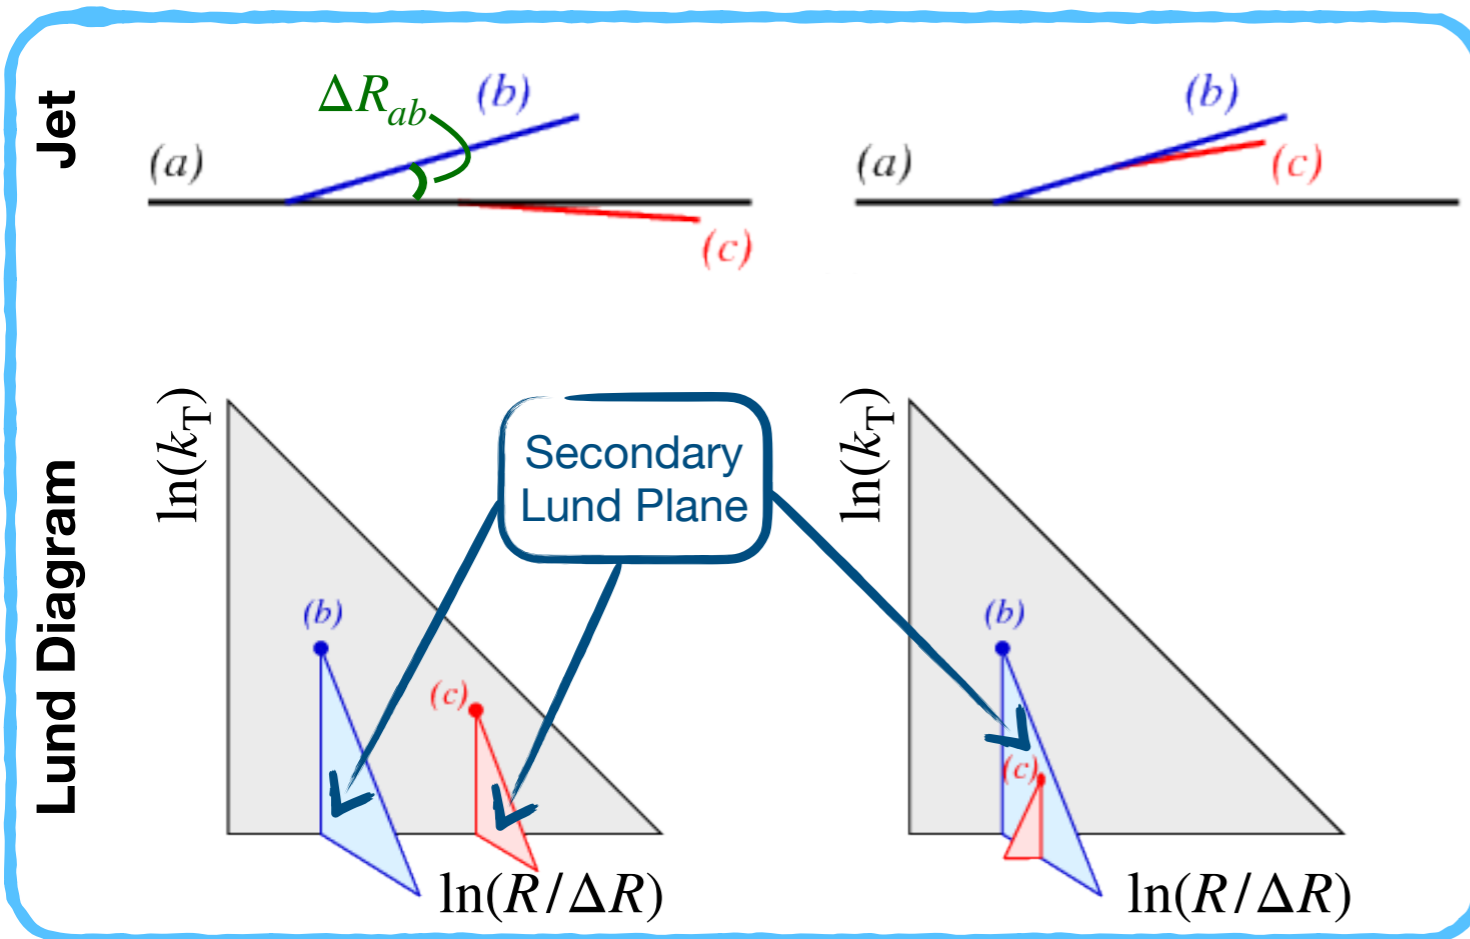 Jet
ΔR_ab
(b)
(a)
(c)
(b)
(a)
(c)
Lund Diagram
ln(k_T)
Secondary
Lund Plane
(b)
(c)
ln(R/ΔR)
ln(k_T)
(b)
(c)
ln(R/ΔR)